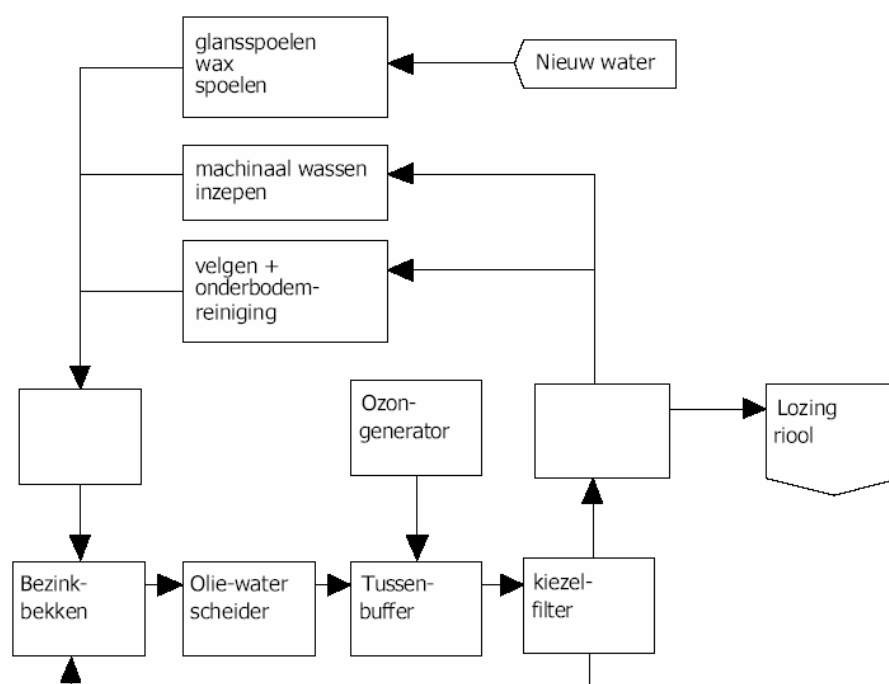 glansspoelen
wax
spoelen
Nieuw water
machinaal wassen
inzepen
velgen +
onderbodem-
reiniging
Ozon-
generator
Lozing
riool
Bezink-
bekken
Olie-water
scheider
Tussen-
buffer
kiezel-
filter